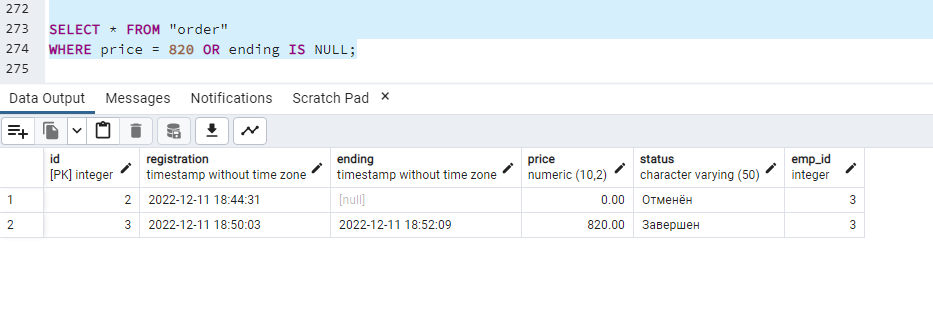 272
273 SELECT * FROM "order"
274 WHERE price = 820 OR ending IS NULL;
275
Data Output Messages Notifications Scratch Pad ×
id registration ending price status emp_id
[PK] integer timestamp without time zone timestamp without time zone numeric (10,2) character varying (50) integer
1 2 2022-12-11 18:44:31 [null] 0.00 Отменён 3
2 3 2022-12-11 18:50:03 2022-12-11 18:52:09 820.00 Завершен 3